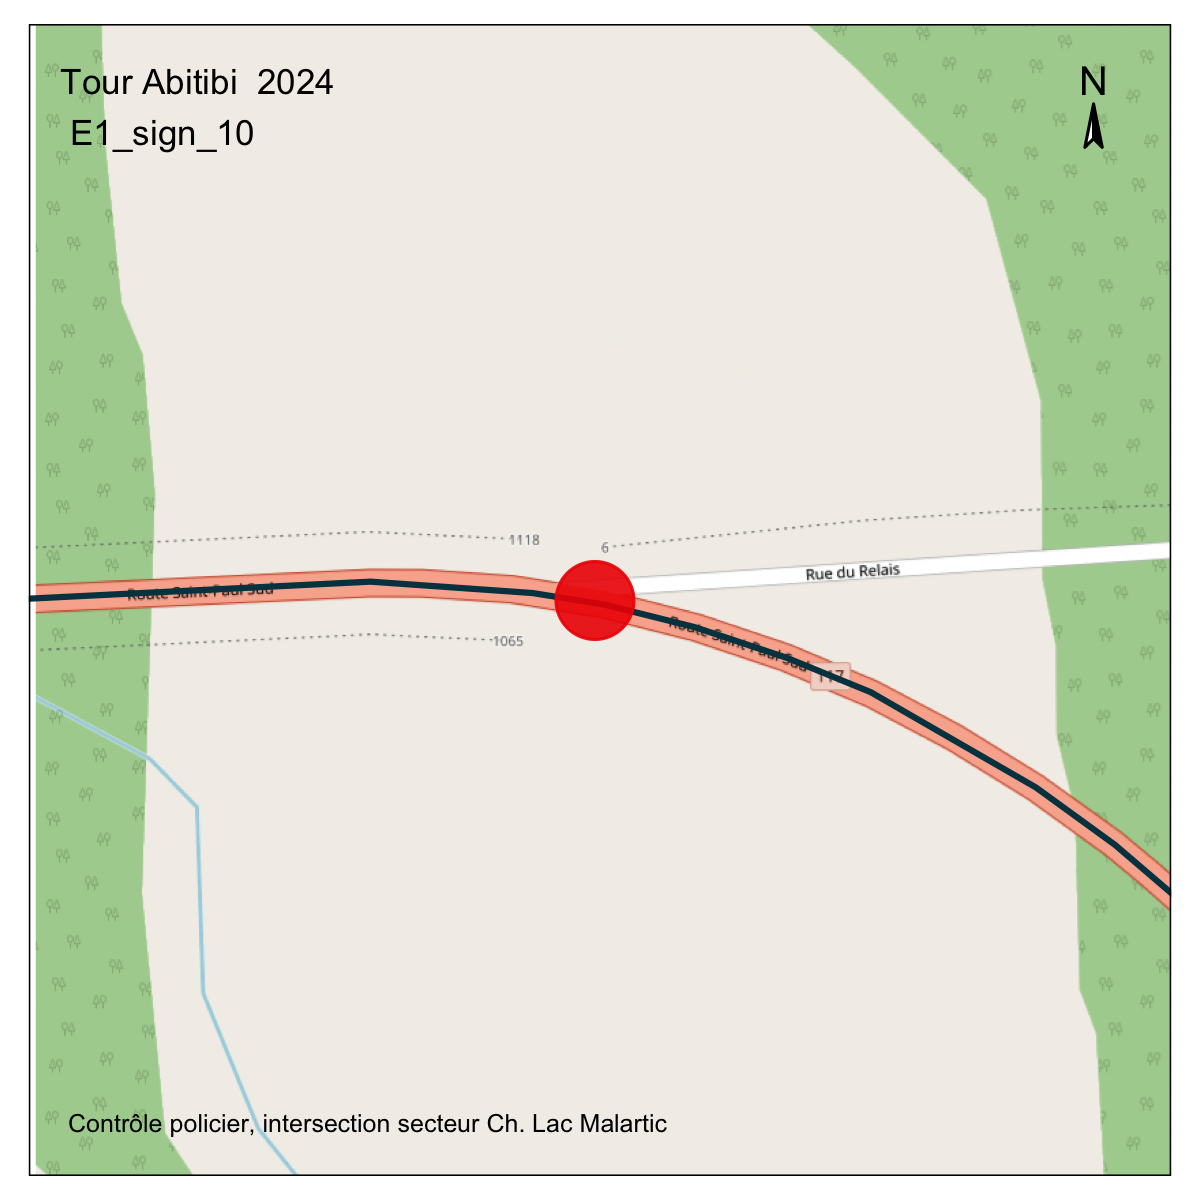 Tour Abitibi  2024
N
E1_sign_10
1118
6
Rue du Relais
Route Saint-Paul Sud
Route Saint-Paul Sud
1065
117
Contrôle policier, intersection secteur Ch. Lac Malartic